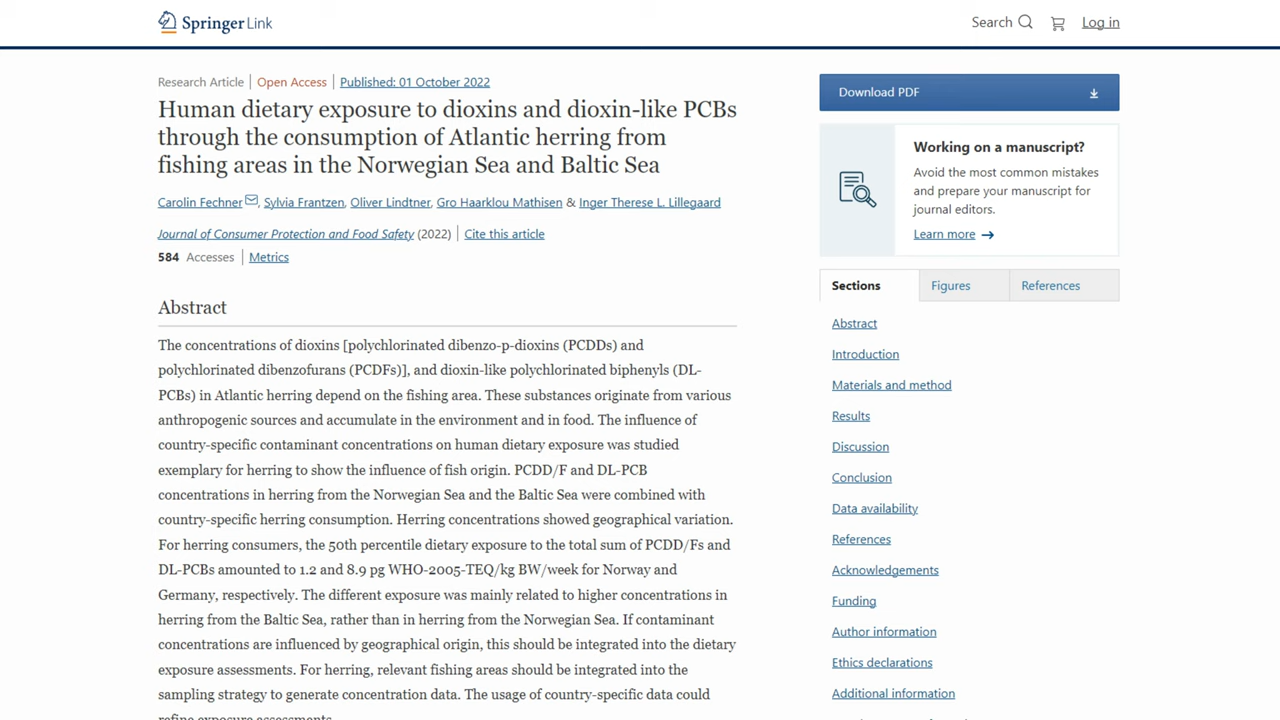 Springer Link
Search
Log in
Research Article | Open Access | Published: 01 October 2022
Human dietary exposure to dioxins and dioxin-like PCBs
through the consumption of Atlantic herring from
fishing areas in the Norwegian Sea and Baltic Sea
Carolin Fechner, Sylvia Frantzen, Oliver Lindtner, Gro Haarklou Mathisen & Inger Therese L. Lillegaard
Journal of Consumer Protection and Food Safety (2022) | Cite this article
584 Accesses | Metrics
Abstract
The concentrations of dioxins [polychlorinated dibenzo-p-dioxins (PCDDs) and
polychlorinated dibenzofurans (PCDFs)], and dioxin-like polychlorinated biphenyls (DL-
PCBs) in Atlantic herring depend on the fishing area. These substances originate from various
anthropogenic sources and accumulate in the environment and in food. The influence of
country-specific contaminant concentrations on human dietary exposure was studied
exemplary for herring to show the influence of fish origin. PCDD/F and DL-PCB
concentrations in herring from the Norwegian Sea and the Baltic Sea were combined with
country-specific herring consumption. Herring concentrations showed geographical variation.
For herring consumers, the 50th percentile dietary exposure to the total sum of PCDD/Fs and
DL-PCBs amounted to 1.2 and 8.9 pg WHO-2005-TEQ/kg BW/week for Norway and
Germany, respectively. The different exposure was mainly related to higher concentrations in
herring from the Baltic Sea, rather than in herring from the Norwegian Sea. If contaminant
concentrations are influenced by geographical origin, this should be integrated into the dietary
exposure assessments. For herring, relevant fishing areas should be integrated into the
sampling strategy to generate concentration data. The usage of country-specific data could
refine exposure assessments.
Download PDF
Working on a manuscript?
Avoid the most common mistakes
and prepare your manuscript for
journal editors.
Learn more
Sections
Figures
References
Abstract
Introduction
Materials and method
Results
Discussion
Conclusion
Data availability
References
Acknowledgements
Funding
Author information
Ethics declarations
Additional information